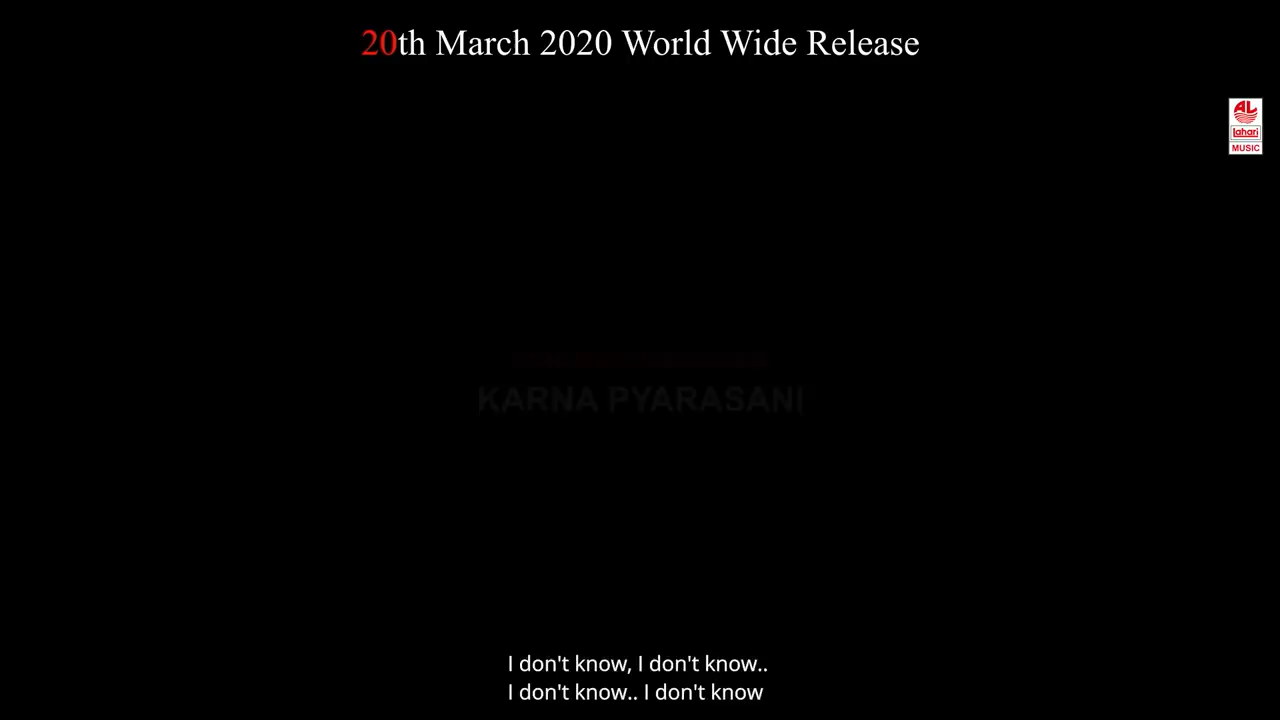 20th March 2020 World Wide Release
AL
Lahari
MUSIC
KARNA PYARASANI
I don't know, I don't know..
I don't know.. I don't know